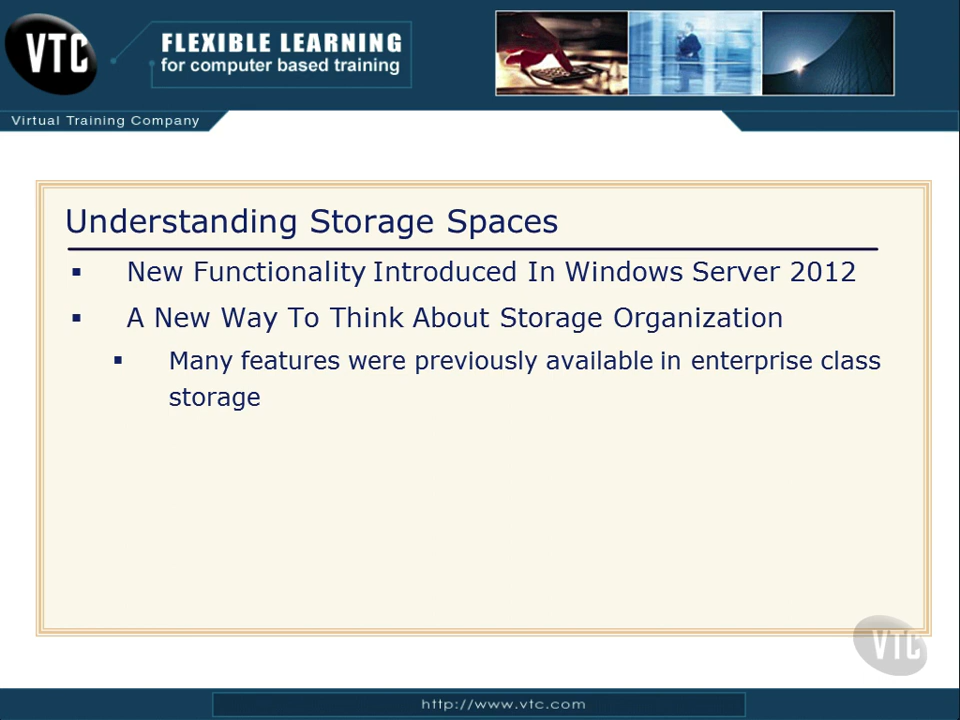 VTC
FLEXIBLE LEARNING
for computer based training
Virtual Training Company
Understanding Storage Spaces
▪ New Functionality Introduced In Windows Server 2012
▪ A New Way To Think About Storage Organization
▪ Many features were previously available in enterprise class
storage
VTC
http://www.vtc.com